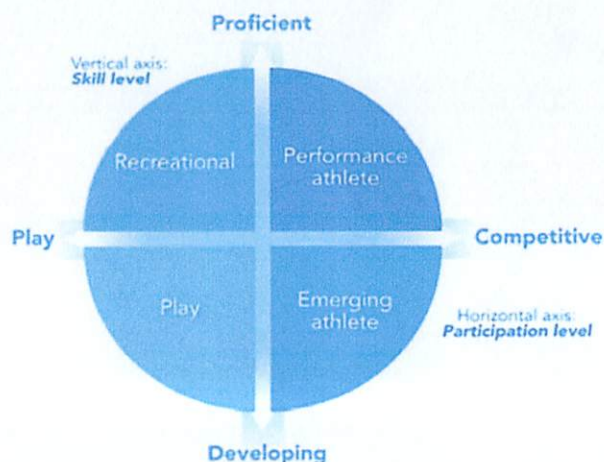 Proficient
Vertical axis:
Skill level
Recreational
Performance
athlete
Play
Competitive
Play
Emerging
athlete
Horizontal axis:
Participation level
Developing